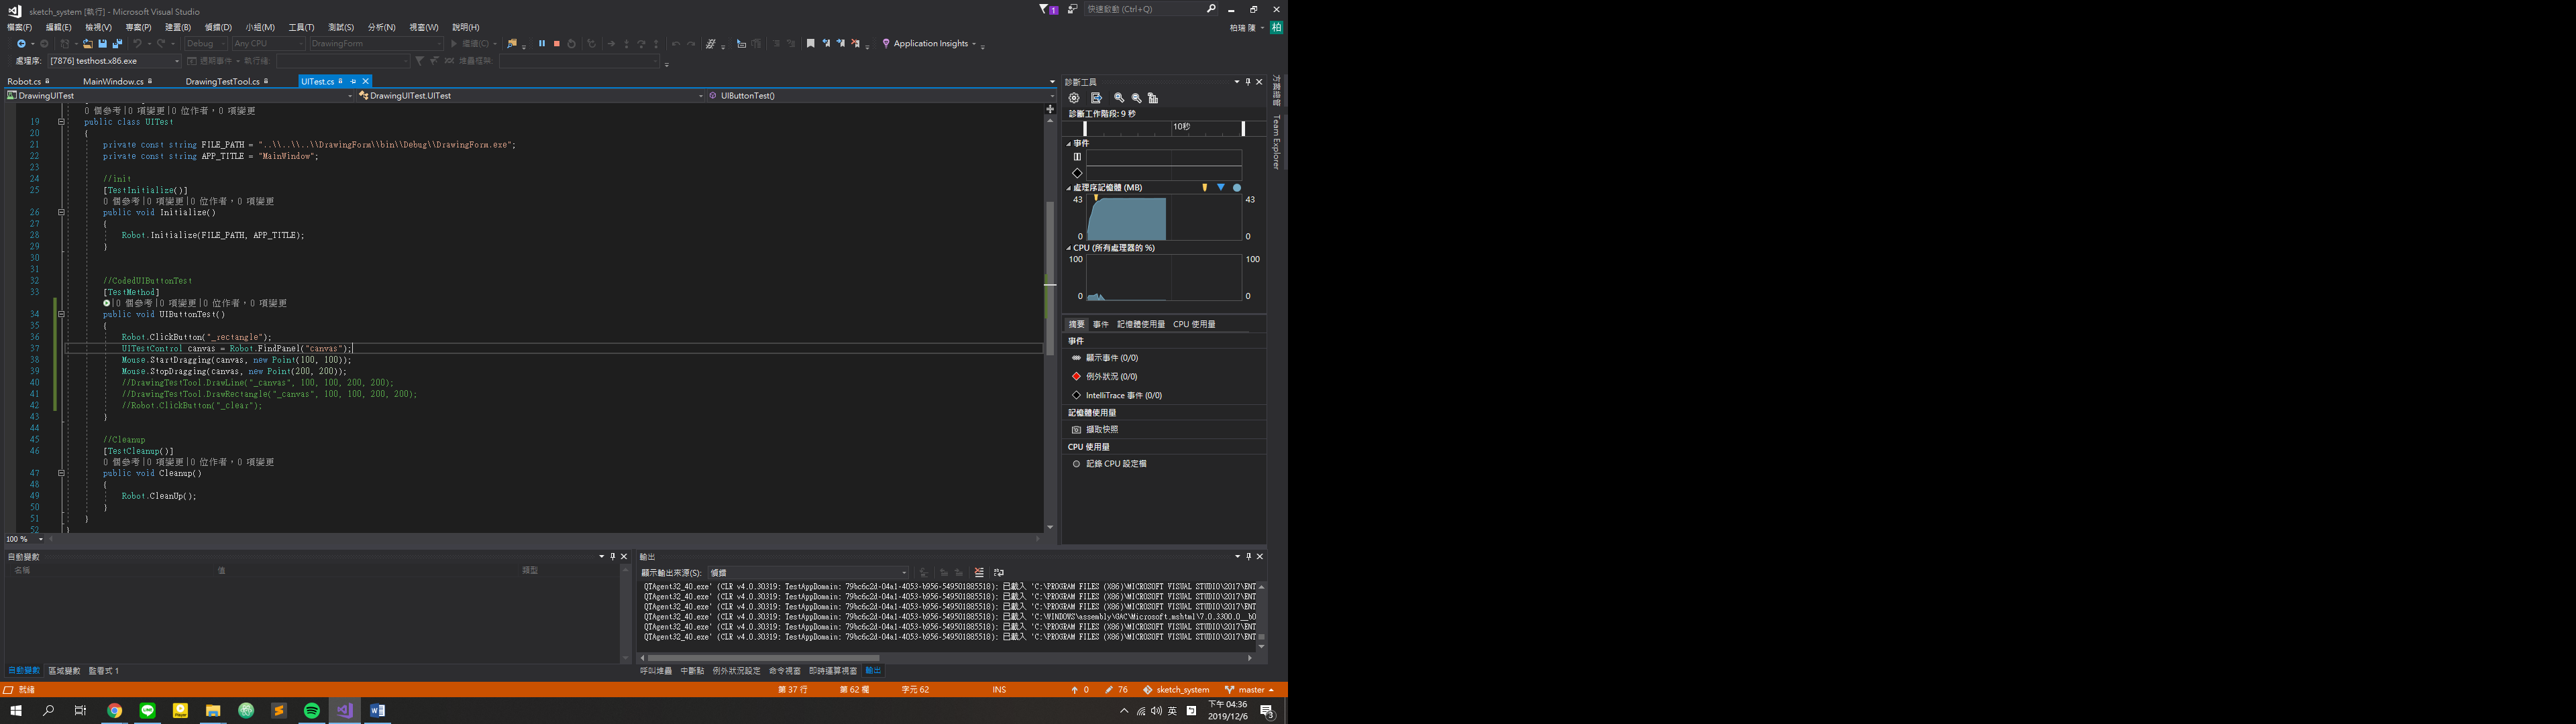 sketch_system [執行] - Microsoft Visual Studio
1
快速啟動 (Ctrl+Q)
檔案(F) 編輯(E) 檢視(V) 專案(P) 建置(B) 偵錯(D) 小組(M) 工具(T) 測試(S) 分析(N) 視窗(W) 說明(H)
柏瑞 陳 柏
Debug Any CPU DrawingForm 繼續(C) Application Insights
處理序: [7876] testhost.x86.exe 週期事件 執行緒: 堆疊框架:
Robot.cs MainWindow.cs DrawingTestTool.cs UITest.cs
DrawingUITest DrawingUITest.UITest UIButtonTest()
0 個參考|0 項變更|0 位作者，0 項變更
19 public class UITest
20 {
21 private const string FILE_PATH = "..\\..\\..\\DrawingForm\\bin\\Debug\\DrawingForm.exe";
22 private const string APP_TITLE = "MainWindow";
23
24 //init
25 [TestInitialize()]
0 個參考|0 項變更|0 位作者，0 項變更
26 public void Initialize()
27 {
28 Robot.Initialize(FILE_PATH, APP_TITLE);
29 }
30
31
32 //CodedUIButtonTest
33 [TestMethod]
|0 個參考|0 項變更|0 位作者，0 項變更
34 public void UIButtonTest()
35 {
36 Robot.ClickButton("_rectangle");
37 UITestControl canvas = Robot.FindPanel("canvas");
38 Mouse.StartDragging(canvas, new Point(100, 100));
39 Mouse.StopDragging(canvas, new Point(200, 200));
40 //DrawingTestTool.DrawLine("_canvas", 100, 100, 200, 200);
41 //DrawingTestTool.DrawRectangle("_canvas", 100, 100, 200, 200);
42 //Robot.ClickButton("_clear");
43 }
44
45 //Cleanup
46 [TestCleanup()]
0 個參考|0 項變更|0 位作者，0 項變更
47 public void Cleanup()
48 {
49 Robot.CleanUp();
50 }
51 }
52 }
100 %
診斷工具
診斷工作階段: 9 秒
10秒
事件
處理序記憶體 (MB)
43 43
0 0
CPU (所有處理器的 %)
100 100
0 0
摘要 事件 記憶體使用量 CPU 使用量
事件
顯示事件 (0/0)
例外狀況 (0/0)
IntelliTrace 事件 (0/0)
記憶體使用量
擷取快照
CPU 使用量
記錄 CPU 設定檔
方案總管
Team Explorer
自動變數
名稱 值 類型
自動變數 區域變數 監看式 1
輸出
顯示輸出來源(S): 偵錯
QTAgent32_40.exe' (CLR v4.0.30319: TestAppDomain: 79bc6c2d-04a1-4053-b956-549501885518): 已載入 'C:\PROGRAM FILES (X86)\MICROSOFT VISUAL STUDIO\2017\ENT
QTAgent32_40.exe' (CLR v4.0.30319: TestAppDomain: 79bc6c2d-04a1-4053-b956-549501885518): 已載入 'C:\PROGRAM FILES (X86)\MICROSOFT VISUAL STUDIO\2017\ENT
QTAgent32_40.exe' (CLR v4.0.30319: TestAppDomain: 79bc6c2d-04a1-4053-b956-549501885518): 已載入 'C:\PROGRAM FILES (X86)\MICROSOFT VISUAL STUDIO\2017\ENT
QTAgent32_40.exe' (CLR v4.0.30319: TestAppDomain: 79bc6c2d-04a1-4053-b956-549501885518): 已載入 'C:\WINDOWS\assembly\GAC\Microsoft.mshtml\7.0.3300.0__b0
QTAgent32_40.exe' (CLR v4.0.30319: TestAppDomain: 79bc6c2d-04a1-4053-b956-549501885518): 已載入 'C:\PROGRAM FILES (X86)\MICROSOFT VISUAL STUDIO\2017\ENT
QTAgent32_40.exe' (CLR v4.0.30319: TestAppDomain: 79bc6c2d-04a1-4053-b956-549501885518): 已載入 'C:\PROGRAM FILES (X86)\MICROSOFT VISUAL STUDIO\2017\ENT
呼叫堆疊 中斷點 例外狀況設定 命令視窗 即時運算視窗 輸出
就緒 第 37 行 第 62 欄 字元 62 INS 0 76 sketch_system master
英 下午 04:36
2019/12/6 3